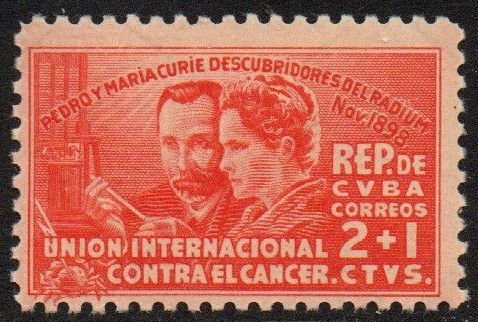 PEDRO Y MARIA CURIE DESCUBRIDORES DEL RADIUM
Nov. 1898.
REP. DE
CVBA
CORREOS
2+1
CTVS.
UNION INTERNACIONAL
CONTRA EL CANCER.